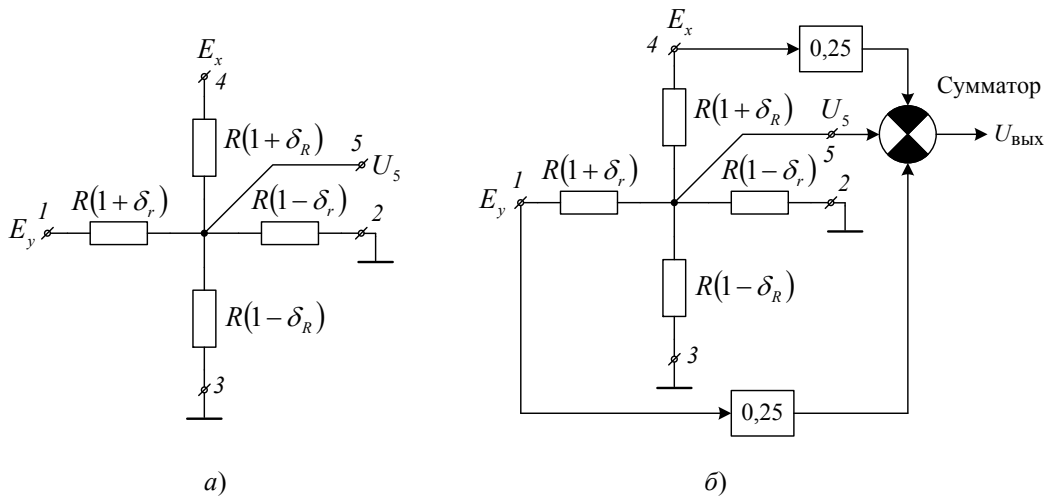 E_x
4
R(1 + δ_R)
5
U_5
1
E_y
R(1 + δ_r)
R(1 − δ_r)
2
R(1 − δ_R)
3
а)
E_x
4
0,25
Сумматор
R(1 + δ_R)
U_5
5
U_вых
1
E_y
R(1 + δ_r)
R(1 − δ_r)
2
R(1 − δ_R)
3
0,25
б)